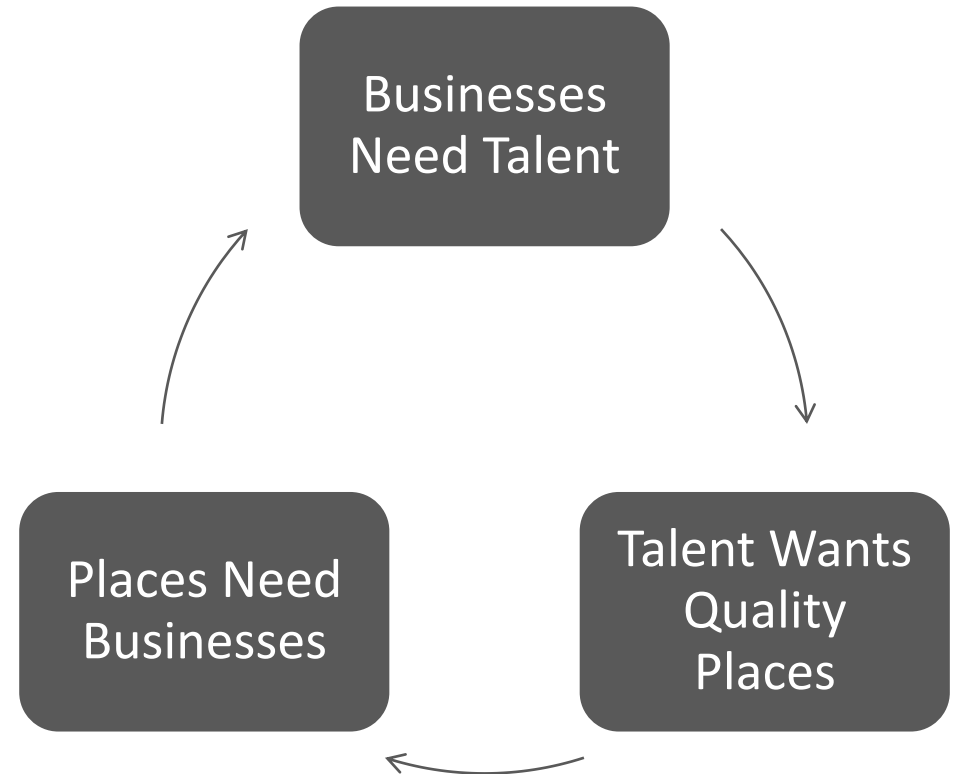 Businesses
Need Talent
Talent Wants
Quality
Places
Places Need
Businesses